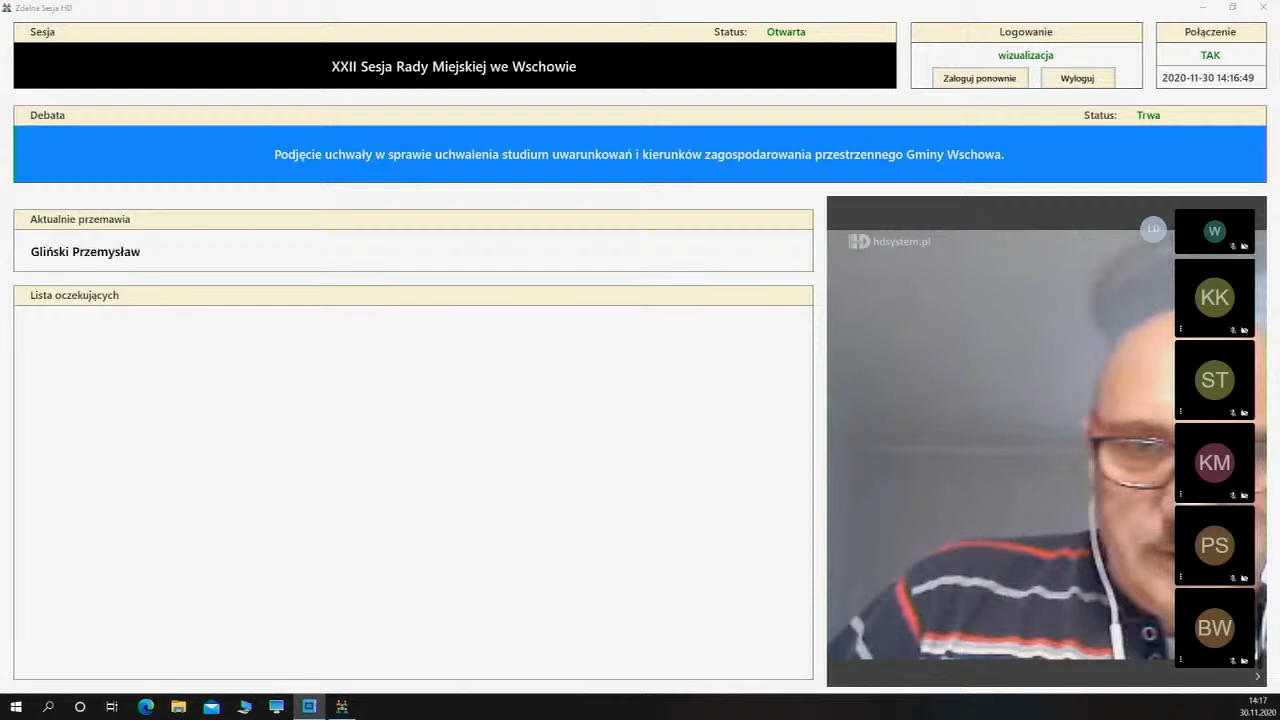 Zdalna Sesja HD
Sesja Status: Otwarta
XXII Sesja Rady Miejskiej we Wschowie
Logowanie
wizualizacja
Zaloguj ponownie Wyloguj
Połączenie
TAK
2020-11-30 14:16:49
Debata Status: Trwa
Podjęcie uchwały w sprawie uchwalenia studium uwarunkowań i kierunków zagospodarowania przestrzennego Gminy Wschowa.
Aktualnie przemawia
Gliński Przemysław
Lista oczekujących
HD hdsystem.pl
LD
W
KK
ST
KM
PS
BW
14:17
30.11.2020